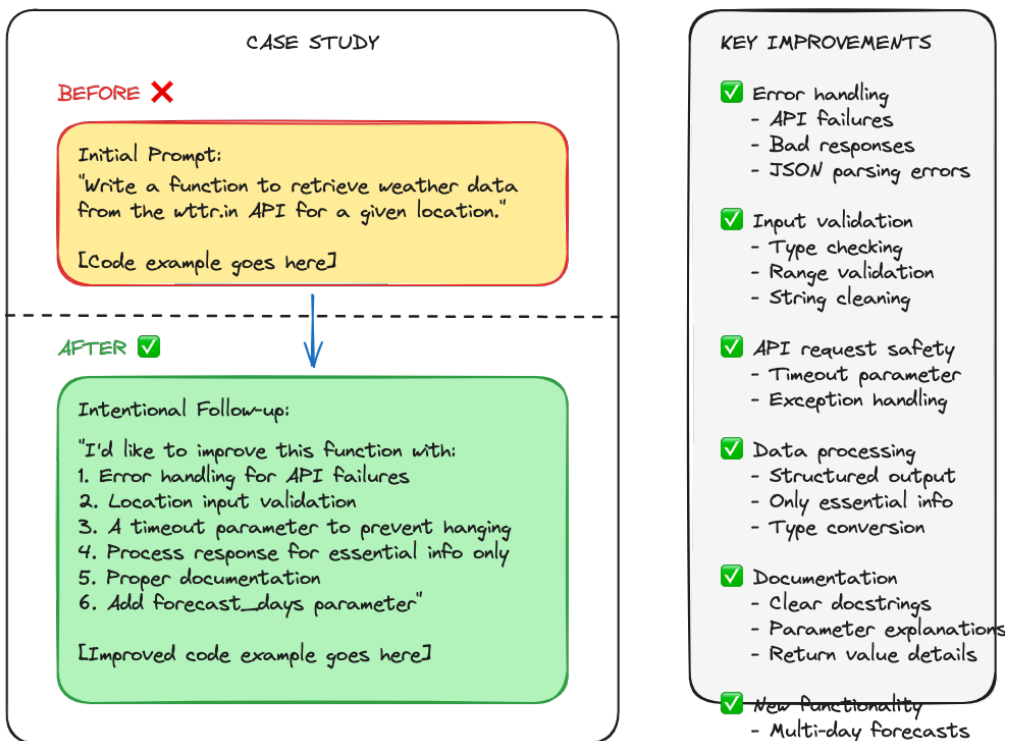 CASE STUDY
BEFORE ❌
Initial Prompt:
"Write a function to retrieve weather data
from the wttr.in API for a given location."
[Code example goes here]
AFTER ✅
Intentional Follow-up:
"I'd like to improve this function with:
1. Error handling for API failures
2. Location input validation
3. A timeout parameter to prevent hanging
4. Process response for essential info only
5. Proper documentation
6. Add forecast_days parameter"
[Improved code example goes here]
KEY IMPROVEMENTS
✅ Error handling
- API failures
- Bad responses
- JSON parsing errors
✅ Input validation
- Type checking
- Range validation
- String cleaning
✅ API request safety
- Timeout parameter
- Exception handling
✅ Data processing
- Structured output
- Only essential info
- Type conversion
✅ Documentation
- Clear docstrings
- Parameter explanations
- Return value details
✅ New functionality
- Multi-day forecasts